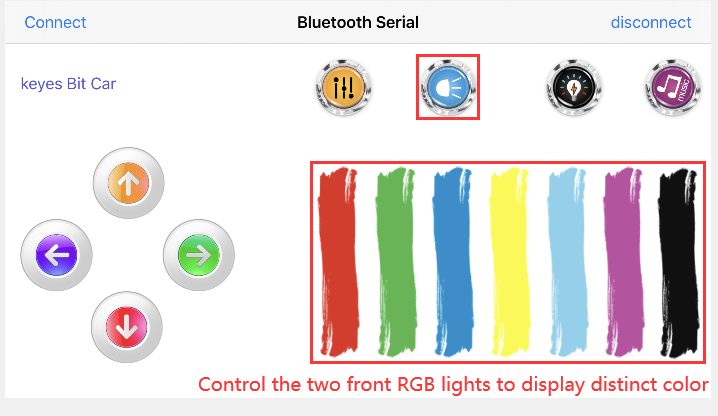 Connect
Bluetooth Serial
disconnect
keyes Bit Car
MUSIC
Control the two front RGB lights to display distinct color